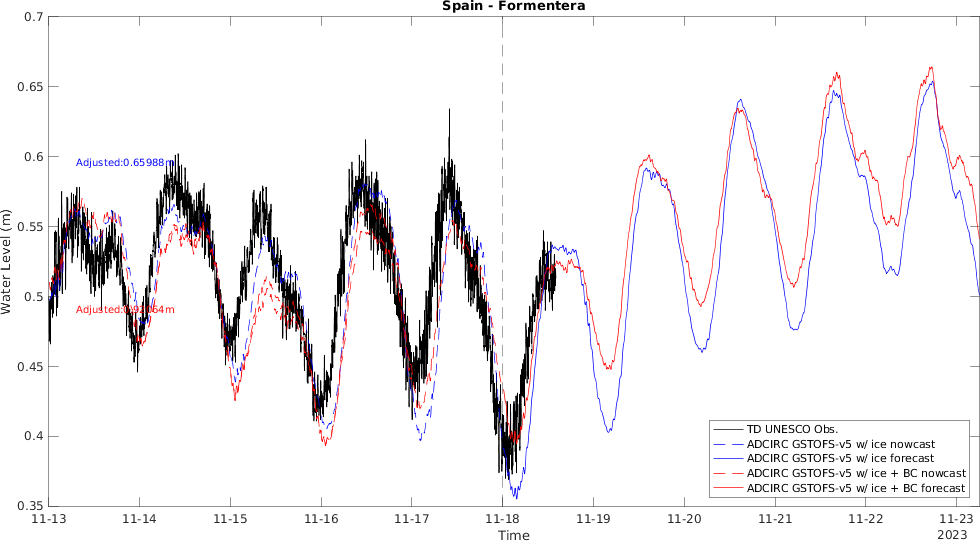 Spain - Formentera
0.7
0.65
0.6
0.55
0.5
0.45
0.4
0.35
Water Level (m)
Adjusted:0.65988m
11-13
11-14
11-15
11-16
11-17
11-18
11-19
11-20
11-21
11-22
11-23
Time
2023
TD UNESCO Obs.
ADCIRC GSTOFS-v5 w/ ice nowcast
ADCIRC GSTOFS-v5 w/ ice forecast
ADCIRC GSTOFS-v5 w/ ice + BC nowcast
ADCIRC GSTOFS-v5 w/ ice + BC forecast